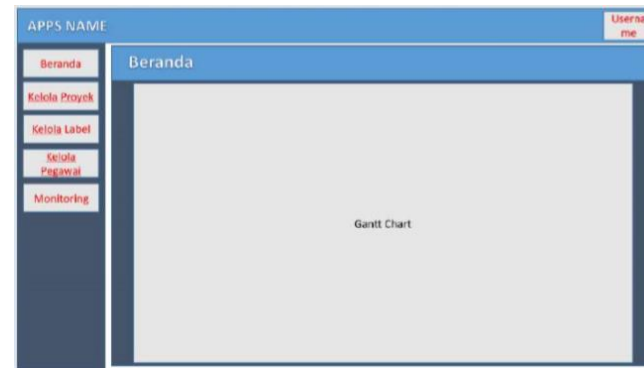 APPS NAME
Userna
me
Beranda
Beranda
Kelola Proyek
Kelola Label
Kelola
Pegawai
Monitoring
Gantt Chart